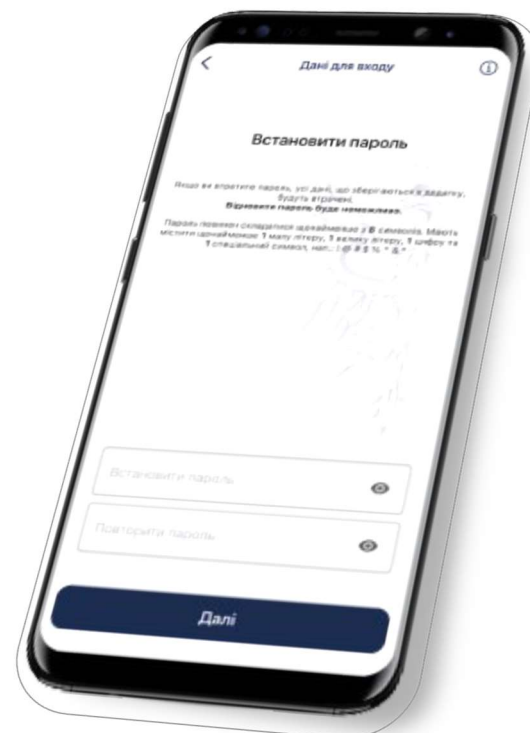 Дані для входу
Встановити пароль
Якщо ви втратите пароль, усі дані, що зберігаються в додатку,
будуть втрачені.
Відновити пароль буде неможливо.
Пароль повинен складатися щонайменше з 8 символів. Мають
містити щонайменше 1 малу літеру, 1 велику літеру, 1 цифру та
1 спеціальний символ, нап.: ! @ # $ % ^ & *
Встановити пароль
Повторити пароль
Далі